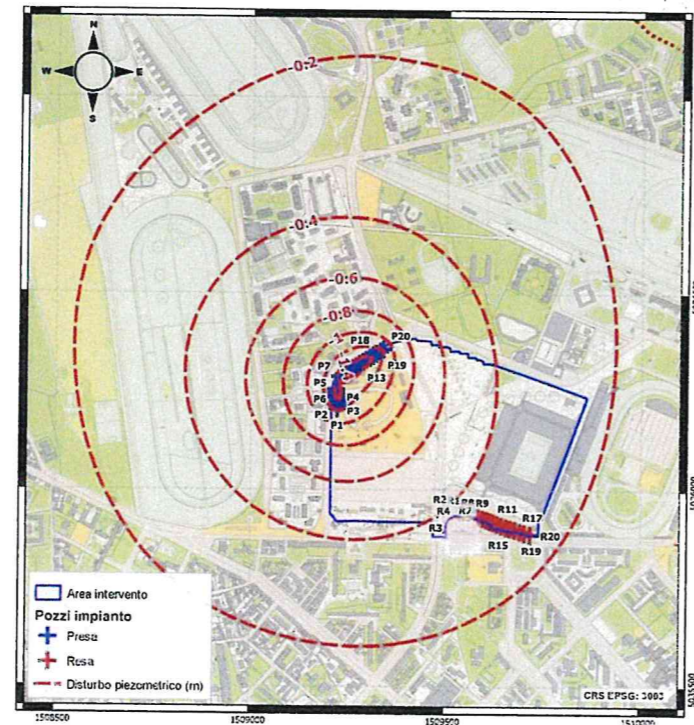 N
W E
S
-0.2
-0.4
-0.6
-0.8
-1
P18
P20
P7
P19
P13
P5
P6
P4
P2
P3
P1
R2
R9
R4
R7
R11
R17
R3
R20
R15
R19
Area intervento
Pozzi impianto
Presa
Resa
Disturbo piezometrico (m)
CRS EPSG: 3003
1508500
1509000
1509500
1510000
5035500